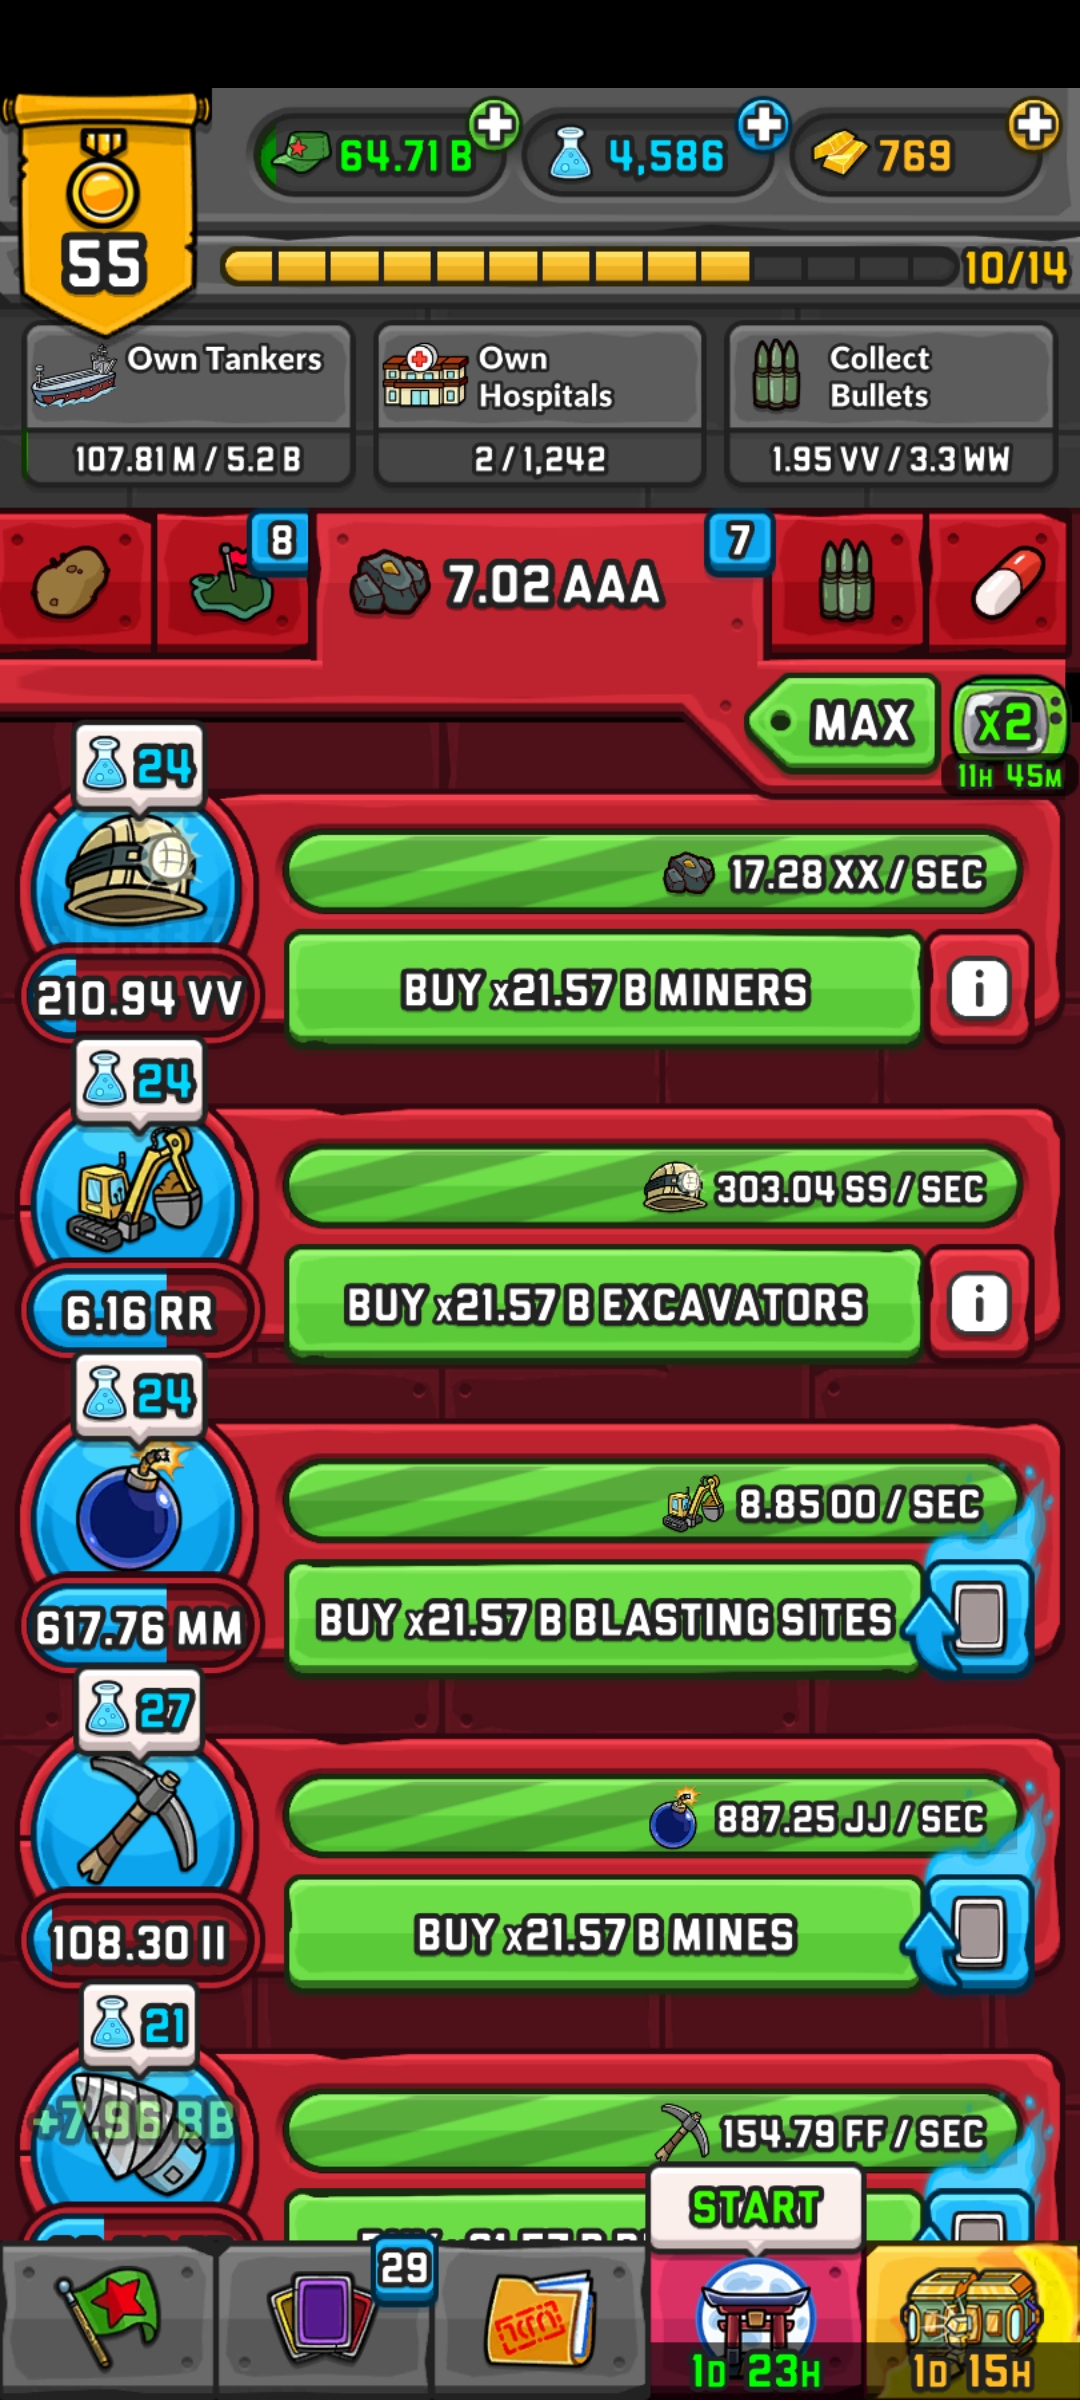 64.71 B
4,586
769
55
10/14
Own Tankers
107.81 M / 5.2 B
Own
Hospitals
2 / 1,242
Collect
Bullets
1.95 VV / 3.3 WW
8
7.02 AAA
7
MAX
x2
11H 45M
24
17.28 XX / SEC
210.94 VV
BUY x21.57 B MINERS
i
24
303.04 SS / SEC
6.16 RR
BUY x21.57 B EXCAVATORS
i
24
8.85 OO / SEC
617.76 MM
BUY x21.57 B BLASTING SITES
27
887.25 JJ / SEC
108.30 II
BUY x21.57 B MINES
21
+7.96 BB
154.79 FF / SEC
START
29
1D 23H
1D 15H